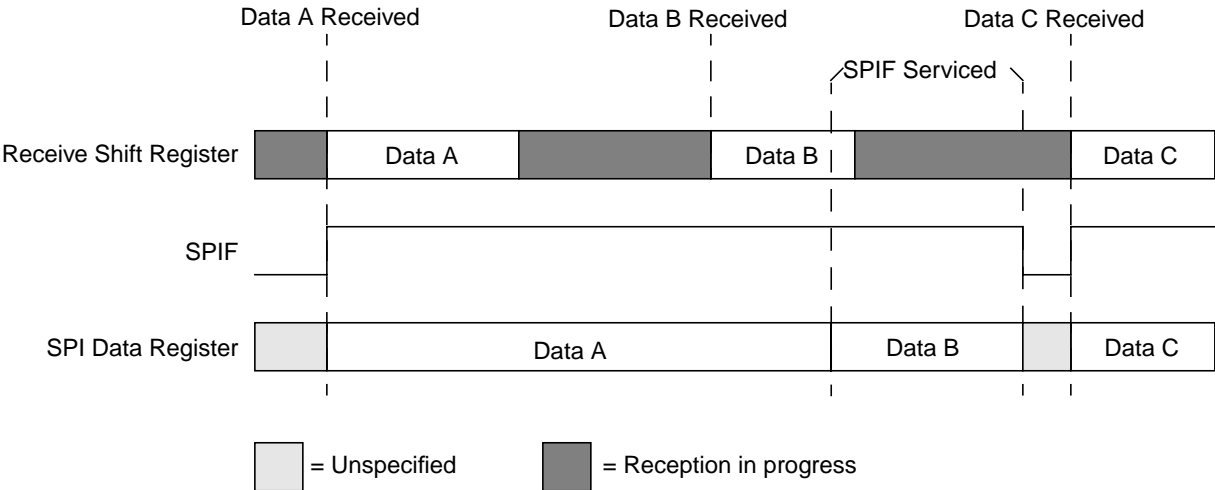 Data A Received
Data B Received
Data C Received
SPIF Serviced
Receive Shift Register
Data A
Data B
Data C
SPIF
SPI Data Register
Data A
Data B
Data C
= Unspecified
= Reception in progress